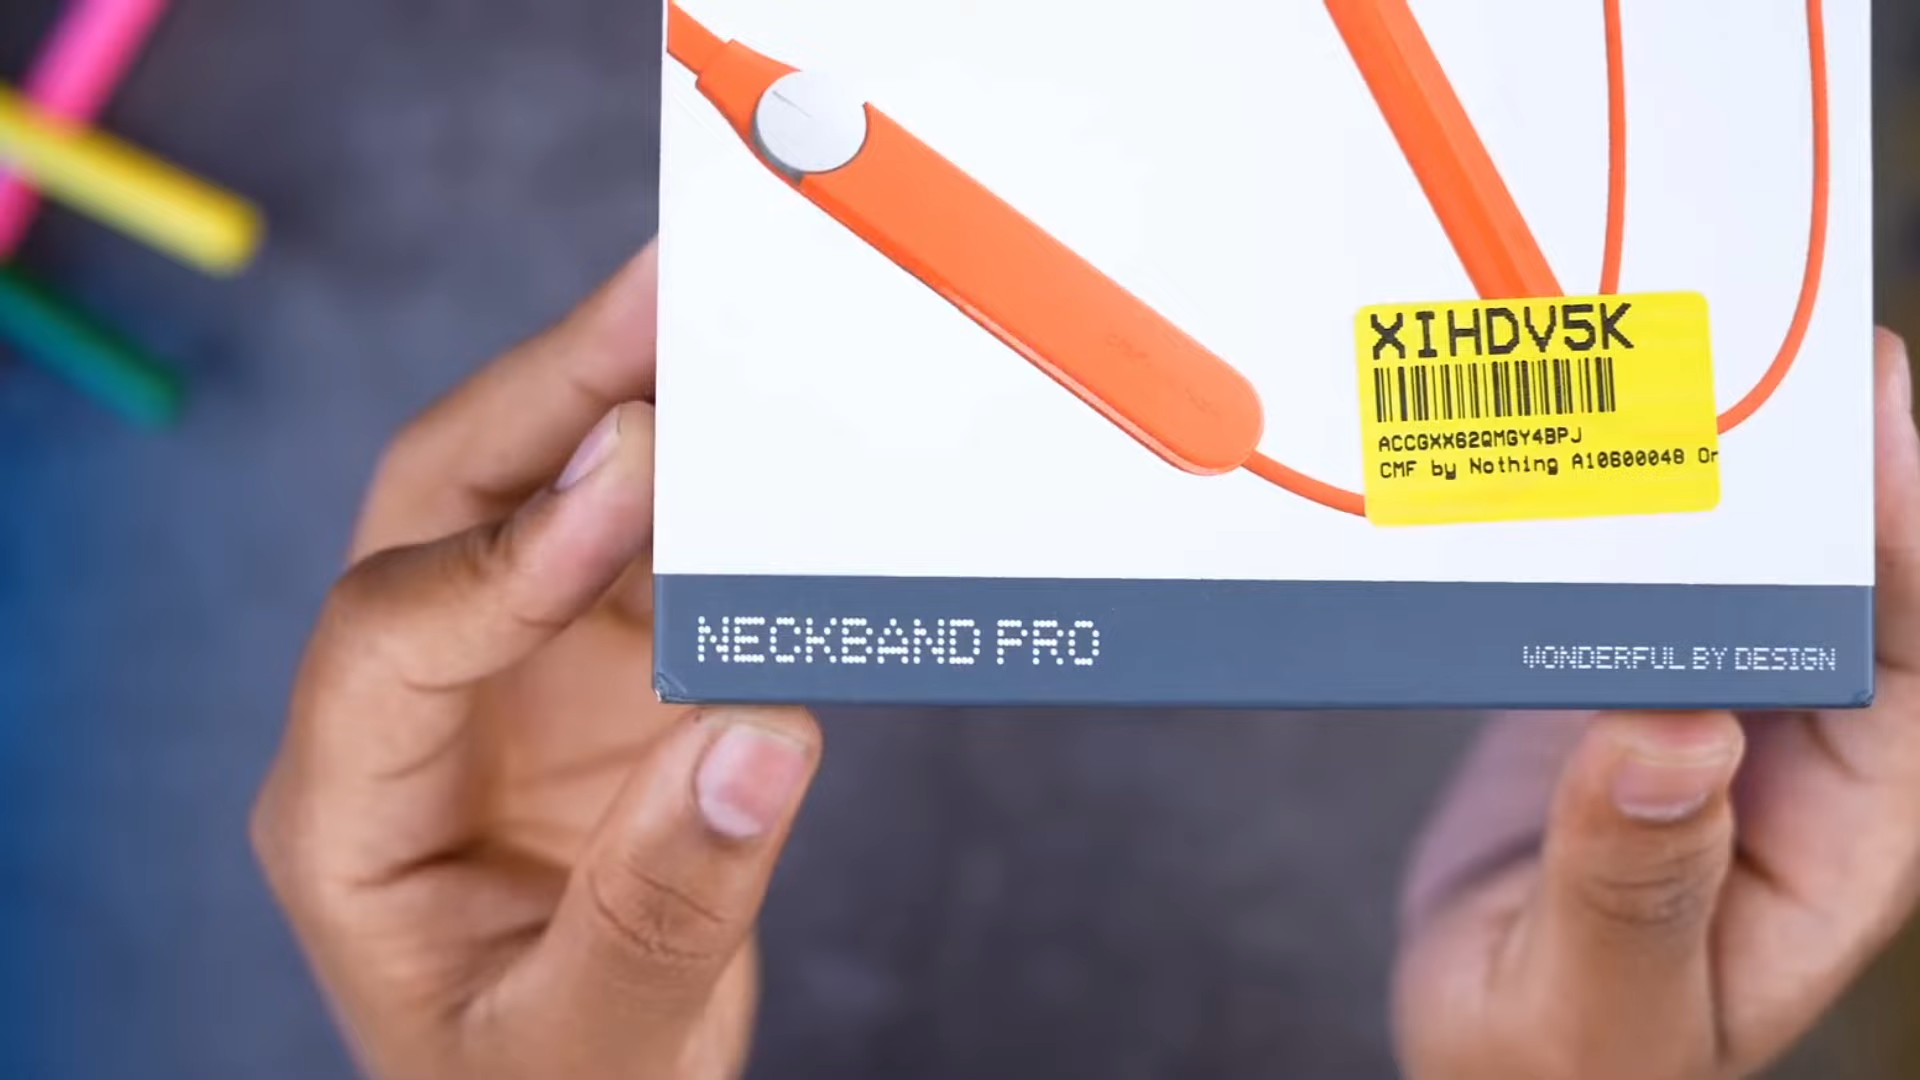 XIHDV5K
ACCGXX62QMGY4BPJ
CMF by Nothing A10600048 Or
NECKBAND PRO
WONDERFUL BY DESIGN